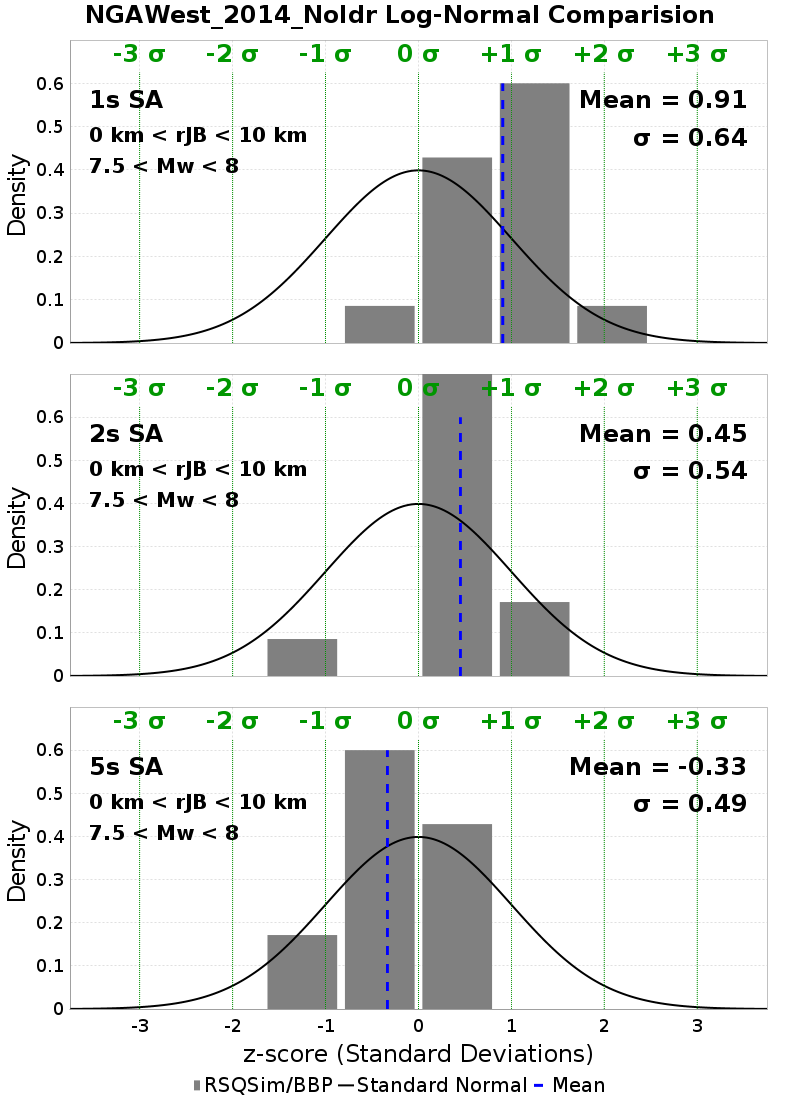 NGAWest_2014_NoIdr Log-Normal Comparision
-3 σ -2 σ -1 σ 0 σ +1 σ +2 σ +3 σ
0.6
1s SA Mean = 0.91
0.5
0 km < rJB < 10 km σ = 0.64
0.4
7.5 < Mw < 8
0.3
0.2
0.1
0
Density
-3 σ -2 σ -1 σ 0 σ +1 σ +2 σ +3 σ
0.6
2s SA Mean = 0.45
0.5
0 km < rJB < 10 km σ = 0.54
0.4
7.5 < Mw < 8
0.3
0.2
0.1
0
Density
-3 σ -2 σ -1 σ 0 σ +1 σ +2 σ +3 σ
0.6
5s SA Mean = -0.33
0.5
0 km < rJB < 10 km σ = 0.49
0.4
7.5 < Mw < 8
0.3
0.2
0.1
0
Density
-3 -2 -1 0 1 2 3
z-score (Standard Deviations)
RSQSim/BBP Standard Normal Mean